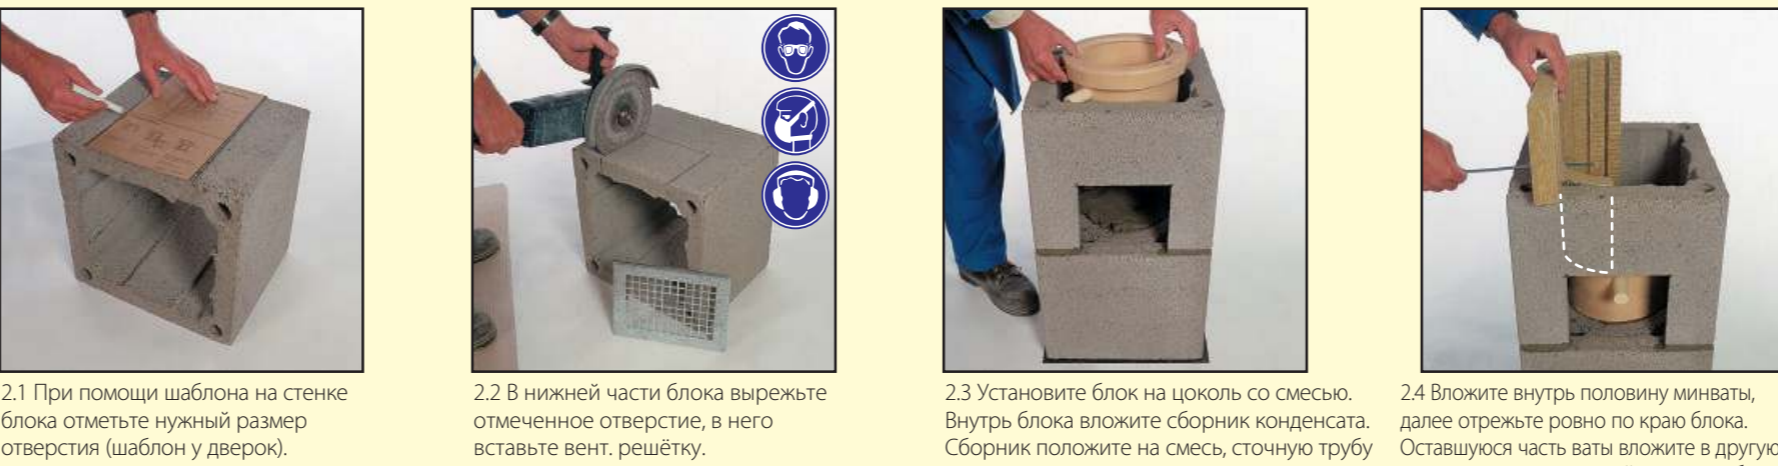 2.1 При помощи шаблона на стенке
блока отметьте нужный размер
отверстия (шаблон у дверок).
2.2 В нижней части блока вырежьте
отмеченное отверстие, в него
вставьте вент. решётку.
2.3 Установите блок на цоколь со смесью.
Внутрь блока вложите сборник конденсата.
Сборник положите на смесь, сточную трубу
2.4 Вложите внутрь половину минваты,
далее отрежьте ровно по краю блока.
Оставшуюся часть ваты вложите в другую